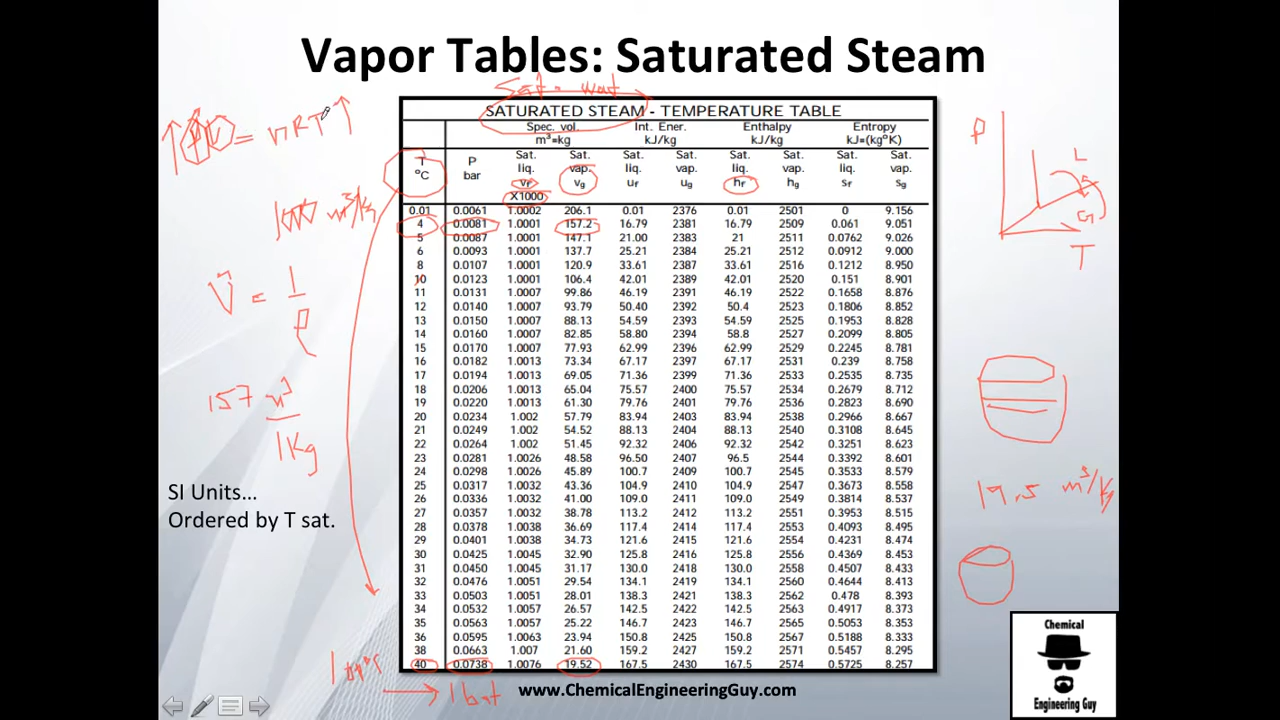 Vapor Tables: Saturated Steam
Sat - wat
SATURATED STEAM - TEMPERATURE TABLE
Spec. vol. Int. Ener. Enthalpy Entropy
m³=kg kJ/kg kJ/kg kJ=(kg°K)
T P Sat. Sat. Sat. Sat. Sat. Sat. Sat. Sat.
°C bar liq. vap. liq. vap. liq. vap. liq. vap.
vf vg uf ug hf hg sf sg
X1000
0.01 0.0061 1.0002 206.1 0.01 2376 0.01 2501 0 9.156
4 0.0081 1.0001 157.2 16.79 2380 16.79 2509 0.061 9.051
5 0.0087 1.0001 147.1 21.00 2383 21 2511 0.0762 9.026
6 0.0093 1.0001 137.7 25.21 2384 25.21 2512 0.0912 9.000
8 0.0107 1.0001 120.9 33.61 2387 33.61 2516 0.1212 8.950
10 0.0123 1.0001 106.4 42.01 2389 42.01 2520 0.151 8.901
11 0.0131 1.0007 99.86 46.19 2391 46.19 2522 0.1658 8.876
12 0.0140 1.0007 93.79 50.40 2393 50.4 2523 0.1806 8.852
13 0.0150 1.0007 88.13 54.59 2394 54.59 2525 0.1953 8.828
14 0.0160 1.0007 82.85 58.80 2394 58.8 2527 0.2099 8.805
15 0.0170 1.0007 77.93 62.99 2396 62.99 2529 0.2245 8.781
16 0.0182 1.0013 73.34 67.17 2397 67.17 2531 0.239 8.758
17 0.0194 1.0013 69.05 71.36 2399 71.36 2533 0.2535 8.735
18 0.0206 1.0013 65.04 75.57 2400 75.57 2534 0.2679 8.712
19 0.0220 1.0013 61.30 79.76 2401 79.76 2536 0.2823 8.690
20 0.0234 1.002 57.79 83.94 2403 83.94 2538 0.2966 8.667
21 0.0249 1.002 54.52 88.13 2404 88.13 2540 0.3108 8.645
22 0.0264 1.002 51.45 92.32 2406 92.32 2542 0.3251 8.623
23 0.0281 1.0026 48.58 96.50 2407 96.5 2544 0.3392 8.601
24 0.0298 1.0026 45.89 100.7 2409 100.7 2545 0.3533 8.579
25 0.0317 1.0032 43.36 104.9 2410 104.9 2547 0.3673 8.558
26 0.0336 1.0032 41.00 109.0 2411 109.0 2549 0.3814 8.537
27 0.0357 1.0032 38.78 113.2 2412 113.2 2551 0.3953 8.515
28 0.0378 1.0038 36.69 117.4 2414 117.4 2553 0.4093 8.495
29 0.0401 1.0038 34.73 121.6 2415 121.6 2554 0.4231 8.474
30 0.0425 1.0045 32.90 125.8 2416 125.8 2556 0.4369 8.453
31 0.0450 1.0045 31.17 130.0 2418 130.0 2558 0.4507 8.433
32 0.0476 1.0051 29.54 134.1 2419 134.1 2560 0.4644 8.413
33 0.0503 1.0051 28.01 138.3 2421 138.3 2562 0.478 8.393
34 0.0532 1.0057 26.57 142.5 2422 142.5 2563 0.4917 8.373
35 0.0563 1.0057 25.22 146.7 2423 146.7 2565 0.5053 8.353
36 0.0595 1.0063 23.94 150.8 2425 150.8 2567 0.5188 8.333
38 0.0663 1.007 21.60 159.2 2427 159.2 2571 0.5457 8.295
40 0.0738 1.0076 19.52 167.5 2430 167.5 2574 0.5725 8.257
PV = nRT
m³/kg
V̂ = 1
ρ
157 m³
1Kg
SI Units...
Ordered by T sat.
1 bar
P
L
G
T
19.5 m³/kg
Chemical
Engineering Guy
www.ChemicalEngineeringGuy.com